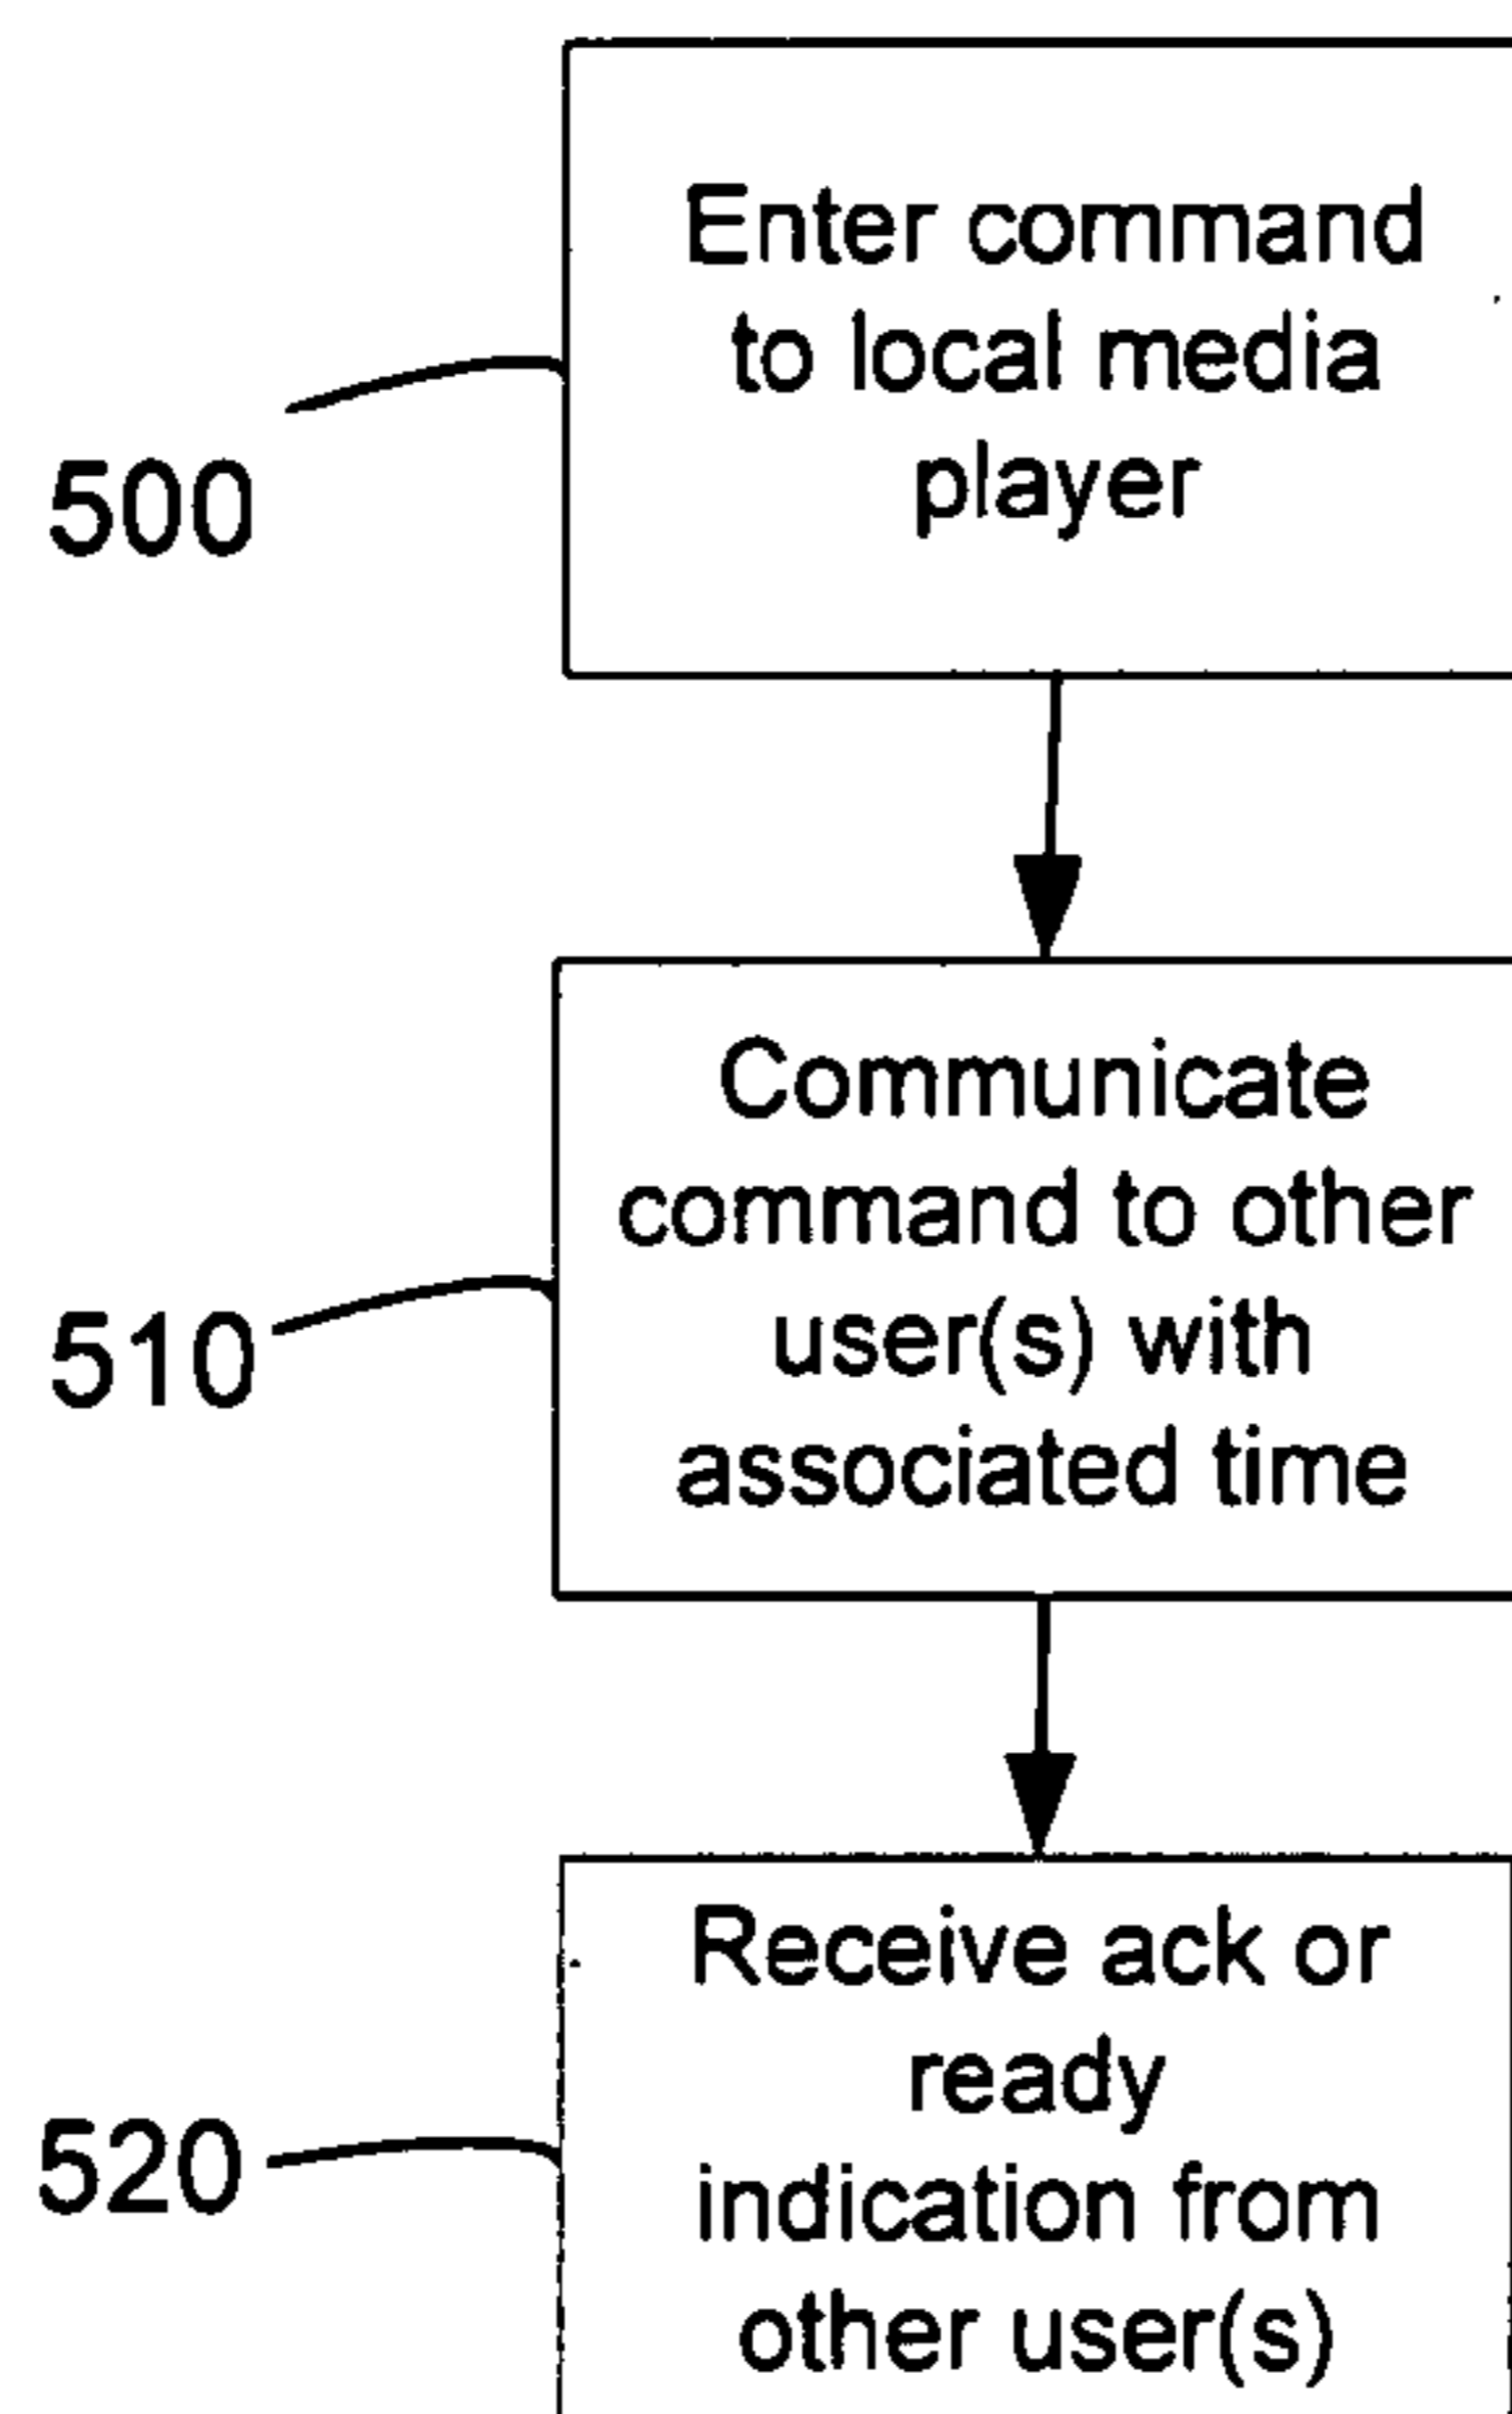 Enter command
to local media
player
500
Communicate
command to other
user(s) with
associated time
510
Receive ack or
ready
indication from
other user(s)
520